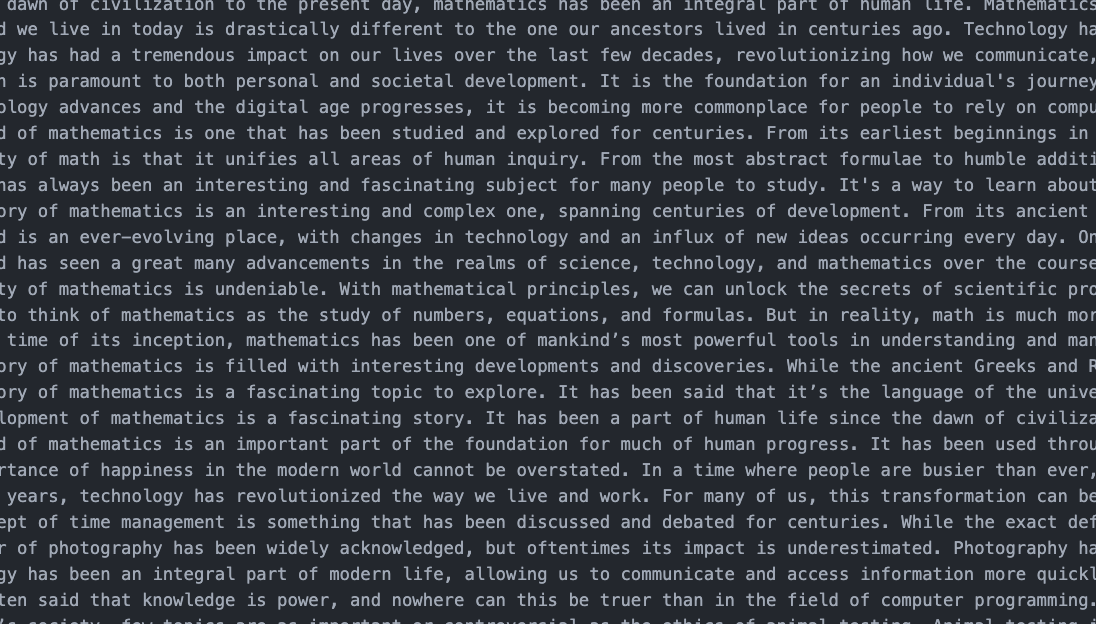 dawn of civilization to the present day, mathematics has been an integral part of human life. Mathematics
d we live in today is drastically different to the one our ancestors lived in centuries ago. Technology ha
gy has had a tremendous impact on our lives over the last few decades, revolutionizing how we communicate,
n is paramount to both personal and societal development. It is the foundation for an individual's journey
ology advances and the digital age progresses, it is becoming more commonplace for people to rely on compu
d of mathematics is one that has been studied and explored for centuries. From its earliest beginnings in
ty of math is that it unifies all areas of human inquiry. From the most abstract formulae to humble additi
has always been an interesting and fascinating subject for many people to study. It's a way to learn about
ory of mathematics is an interesting and complex one, spanning centuries of development. From its ancient
d is an ever-evolving place, with changes in technology and an influx of new ideas occurring every day. On
d has seen a great many advancements in the realms of science, technology, and mathematics over the course
ty of mathematics is undeniable. With mathematical principles, we can unlock the secrets of scientific pro
to think of mathematics as the study of numbers, equations, and formulas. But in reality, math is much mor
time of its inception, mathematics has been one of mankind’s most powerful tools in understanding and man
ory of mathematics is filled with interesting developments and discoveries. While the ancient Greeks and R
ory of mathematics is a fascinating topic to explore. It has been said that it’s the language of the unive
lopment of mathematics is a fascinating story. It has been a part of human life since the dawn of civiliza
d of mathematics is an important part of the foundation for much of human progress. It has been used throu
rtance of happiness in the modern world cannot be overstated. In a time where people are busier than ever,
years, technology has revolutionized the way we live and work. For many of us, this transformation can be
ept of time management is something that has been discussed and debated for centuries. While the exact def
r of photography has been widely acknowledged, but oftentimes its impact is underestimated. Photography ha
gy has been an integral part of modern life, allowing us to communicate and access information more quickl
ten said that knowledge is power, and nowhere can this be truer than in the field of computer programming.
’s society, few topics are as important or controversial as the ethics of animal testing. Animal testing i